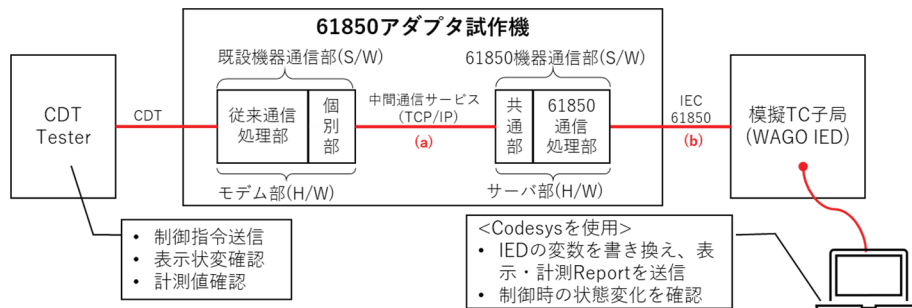 61850アダプタ試作機
既設機器通信部(S/W)
61850機器通信部(S/W)
CDT
Tester
CDT
従来通信
処理部
個
別
部
中間通信サービス
(TCP/IP)
(a)
共
通
部
61850
通信
処理部
IEC
61850
(b)
模擬TC子局
(WAGO IED)
モデム部(H/W)
サーバ部(H/W)
• 制御指令送信
• 表示状変確認
• 計測値確認
<Codesysを使用>
• IEDの変数を書き換え、表
示・計測Reportを送信
• 制御時の状態変化を確認